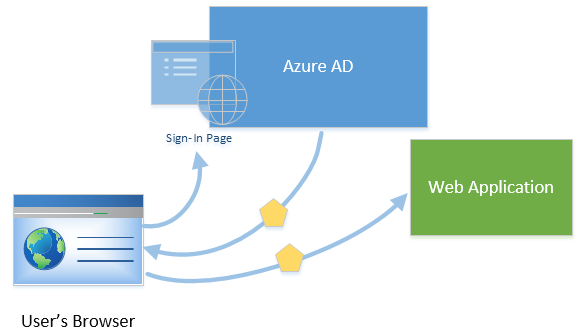 Azure AD
Sign-In Page
Web Application
User's Browser